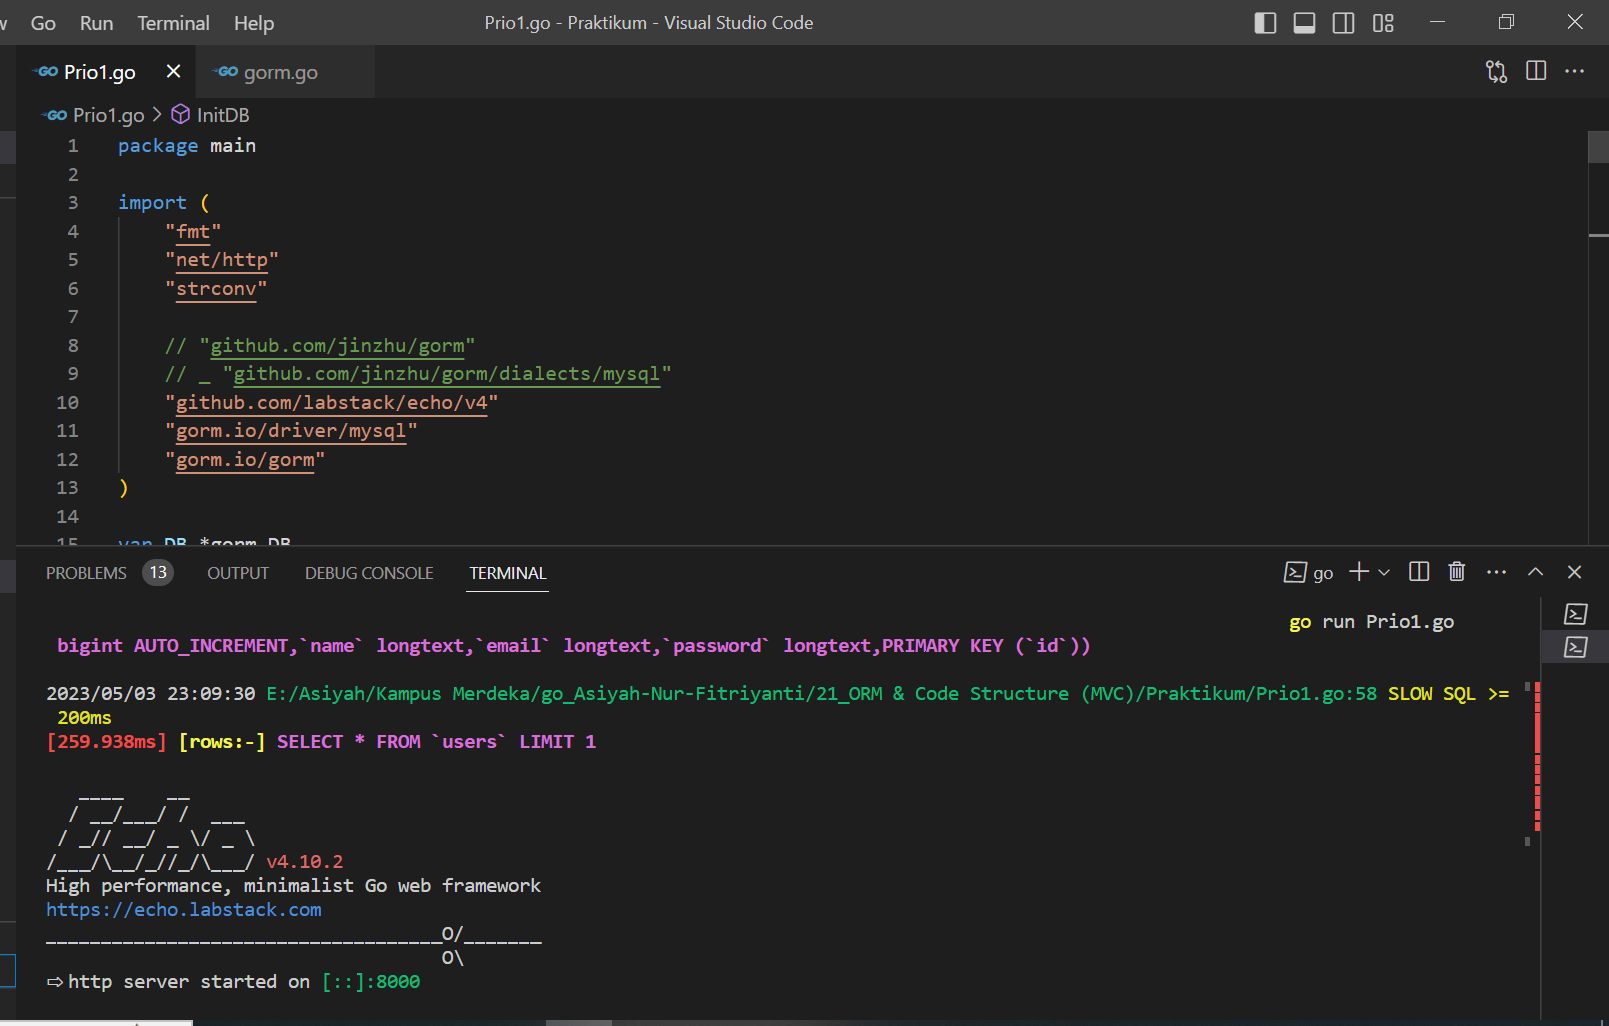 Go Run Terminal Help Prio1.go - Praktikum - Visual Studio Code
GO Prio1.go GO gorm.go
GO Prio1.go > InitDB
1 package main
2
3 import (
4 "fmt"
5 "net/http"
6 "strconv"
7
8 // "github.com/jinzhu/gorm"
9 // _ "github.com/jinzhu/gorm/dialects/mysql"
10 "github.com/labstack/echo/v4"
11 "gorm.io/driver/mysql"
12 "gorm.io/gorm"
13 )
14
15 var DB *gorm.DB
PROBLEMS 13 OUTPUT DEBUG CONSOLE TERMINAL go
go run Prio1.go
bigint AUTO_INCREMENT,`name` longtext,`email` longtext,`password` longtext,PRIMARY KEY (`id`))
2023/05/03 23:09:30 E:/Asiyah/Kampus Merdeka/go_Asiyah-Nur-Fitriyanti/21_ORM & Code Structure (MVC)/Praktikum/Prio1.go:58 SLOW SQL >=
200ms
[259.938ms] [rows:-] SELECT * FROM `users` LIMIT 1
   ____    __
  / __/___/ /  ___
 / _// __/ _ \/ _ \
/___/\__/_//_/\___/ v4.10.2
High performance, minimalist Go web framework
https://echo.labstack.com
____________________________________O/_______
                                    O\
⇨ http server started on [::]:8000